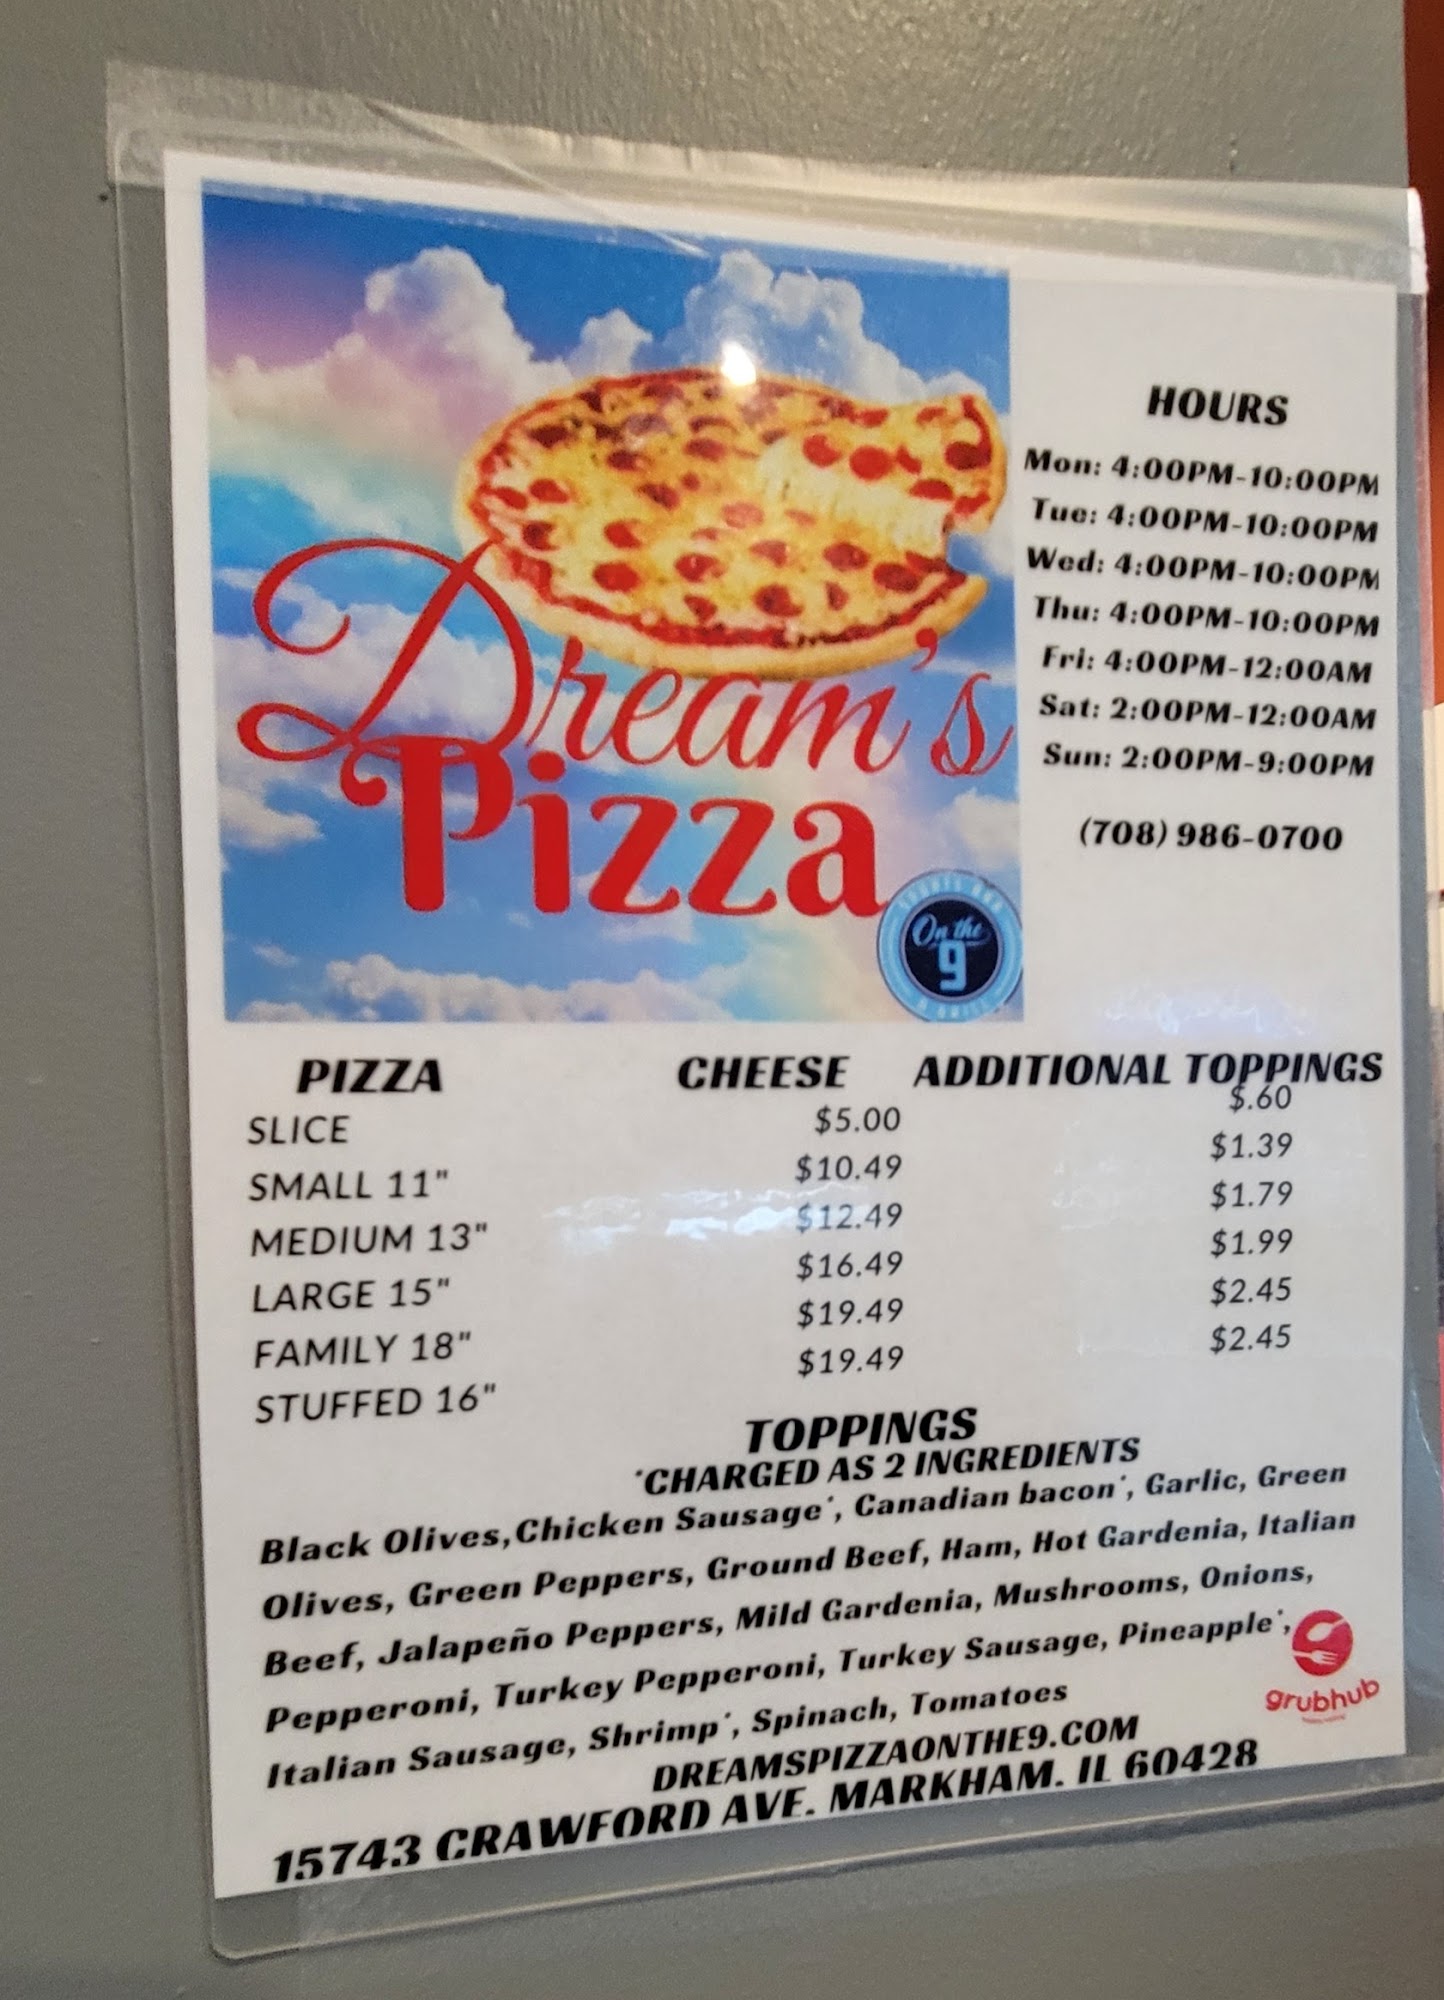 Dream's
Pizza
SPORTS BAR
On the
9
& GRILL
HOURS
Mon: 4:00PM-10:00PM
Tue: 4:00PM-10:00PM
Wed: 4:00PM-10:00PM
Thu: 4:00PM-10:00PM
Fri: 4:00PM-12:00AM
Sat: 2:00PM-12:00AM
Sun: 2:00PM-9:00PM
(708) 986-0700
PIZZA CHEESE ADDITIONAL TOPPINGS
SLICE $5.00 $.60
SMALL 11" $10.49 $1.39
MEDIUM 13" $12.49 $1.79
LARGE 15" $16.49 $1.99
FAMILY 18" $19.49 $2.45
STUFFED 16" $19.49 $2.45
TOPPINGS
*CHARGED AS 2 INGREDIENTS
Black Olives,Chicken Sausage*, Canadian bacon*, Garlic, Green
Olives, Green Peppers, Ground Beef, Ham, Hot Gardenia, Italian
Beef, Jalapeño Peppers, Mild Gardenia, Mushrooms, Onions,
Pepperoni, Turkey Pepperoni, Turkey Sausage, Pineapple*,
Italian Sausage, Shrimp*, Spinach, Tomatoes
grubhub
DREAMSPIZZAONTHE9.COM
15743 CRAWFORD AVE. MARKHAM. IL 60428